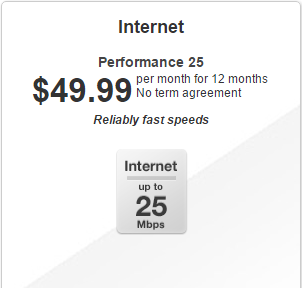 Internet
Performance 25
$49.99 per month for 12 months
No term agreement
Reliably fast speeds
Internet
up to
25
Mbps